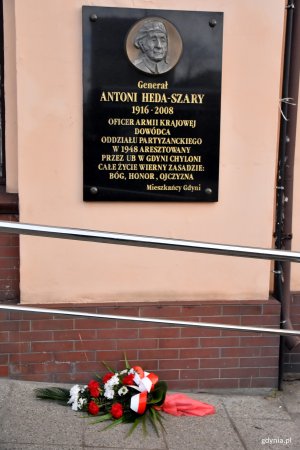 Generał
ANTONI HEDA-SZARY
1916 - 2008
OFICER ARMII KRAJOWEJ
DOWÓDCA
ODDZIAŁU PARTYZANCKIEGO
W 1948 ARESZTOWANY
PRZEZ UB W GDYNI CHYLONI
CAŁE ŻYCIE WIERNY ZASADZIE:
BÓG, HONOR, OJCZYZNA
Mieszkańcy Gdyni
gdynia.pl